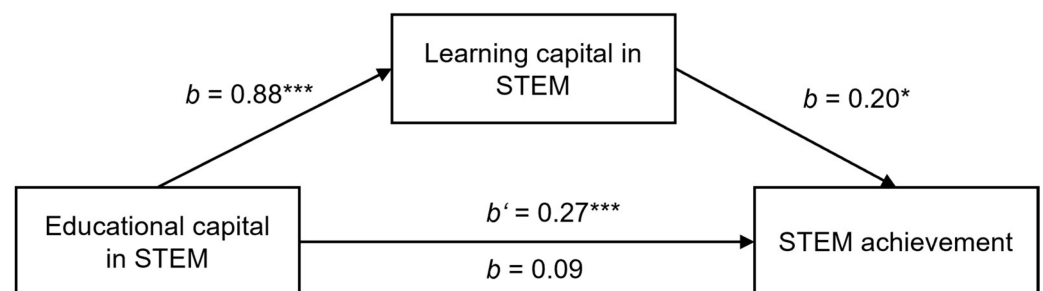 Learning capital in
STEM
b = 0.88***
b = 0.20*
Educational capital
in STEM
b‘ = 0.27***
b = 0.09
STEM achievement